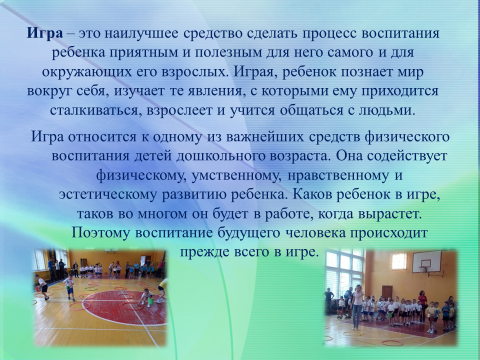 Игра – это наилучшее средство сделать процесс воспитания
ребенка приятным и полезным для него самого и для
окружающих его взрослых. Играя, ребенок познает мир
вокруг себя, изучает те явления, с которыми ему приходится
сталкиваться, взрослеет и учится общаться с людьми.
Игра относится к одному из важнейших средств физического
воспитания детей дошкольного возраста. Она содействует
физическому, умственному, нравственному и
эстетическому развитию ребенка. Каков ребенок в игре,
таков во многом он будет в работе, когда вырастет.
Поэтому воспитание будущего человека происходит
прежде всего в игре.